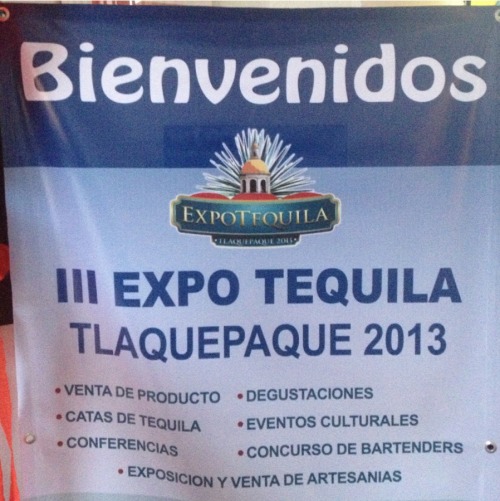 Bienvenidos
EXPOTEQUILA
• TLAQUEPAQUE 2013 •
III EXPO TEQUILA
TLAQUEPAQUE 2013
• VENTA DE PRODUCTO • DEGUSTACIONES
• CATAS DE TEQUILA • EVENTOS CULTURALES
• CONFERENCIAS • CONCURSO DE BARTENDERS
• EXPOSICION Y VENTA DE ARTESANIAS